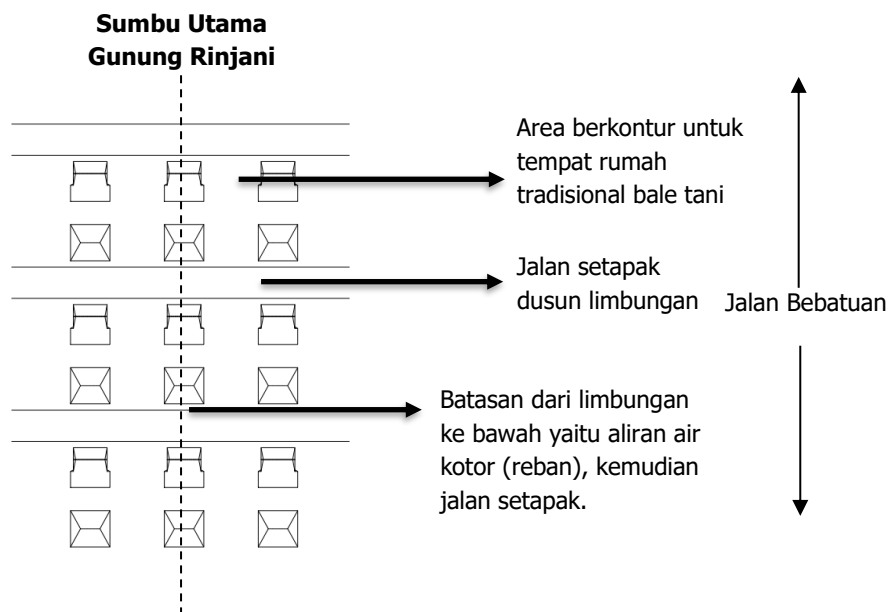 Sumbu Utama
Gunung Rinjani
Area berkontur untuk
tempat rumah
tradisional bale tani
Jalan setapak
dusun limbungan
Jalan Bebatuan
Batasan dari limbungan
ke bawah yaitu aliran air
kotor (reban), kemudian
jalan setapak.